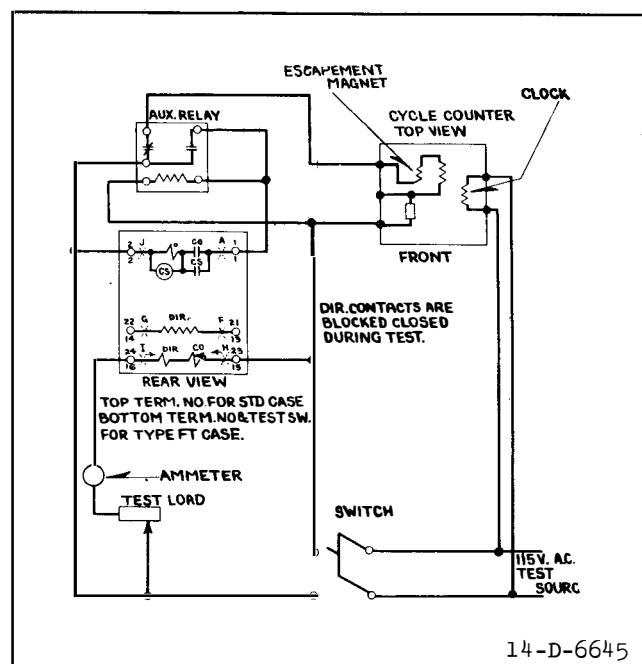 ESCAPEMENT
MAGNET
CLOCK
AUX. RELAY
CYCLE COUNTER
TOP VIEW
FRONT
2 J O CO A 1
2 CS 1
CS
22 G DIR. F 21
14 13
24 I DIR CO H 23
16 15
REAR VIEW
DIR. CONTACTS ARE
BLOCKED CLOSED
DURING TEST.
TOP TERM. NO. FOR STD CASE
BOTTOM TERM. NO & TEST SW.
FOR TYPE FT CASE.
AMMETER
TEST LOAD
SWITCH
115V. A.C.
TEST
SOURC
14-D-6645